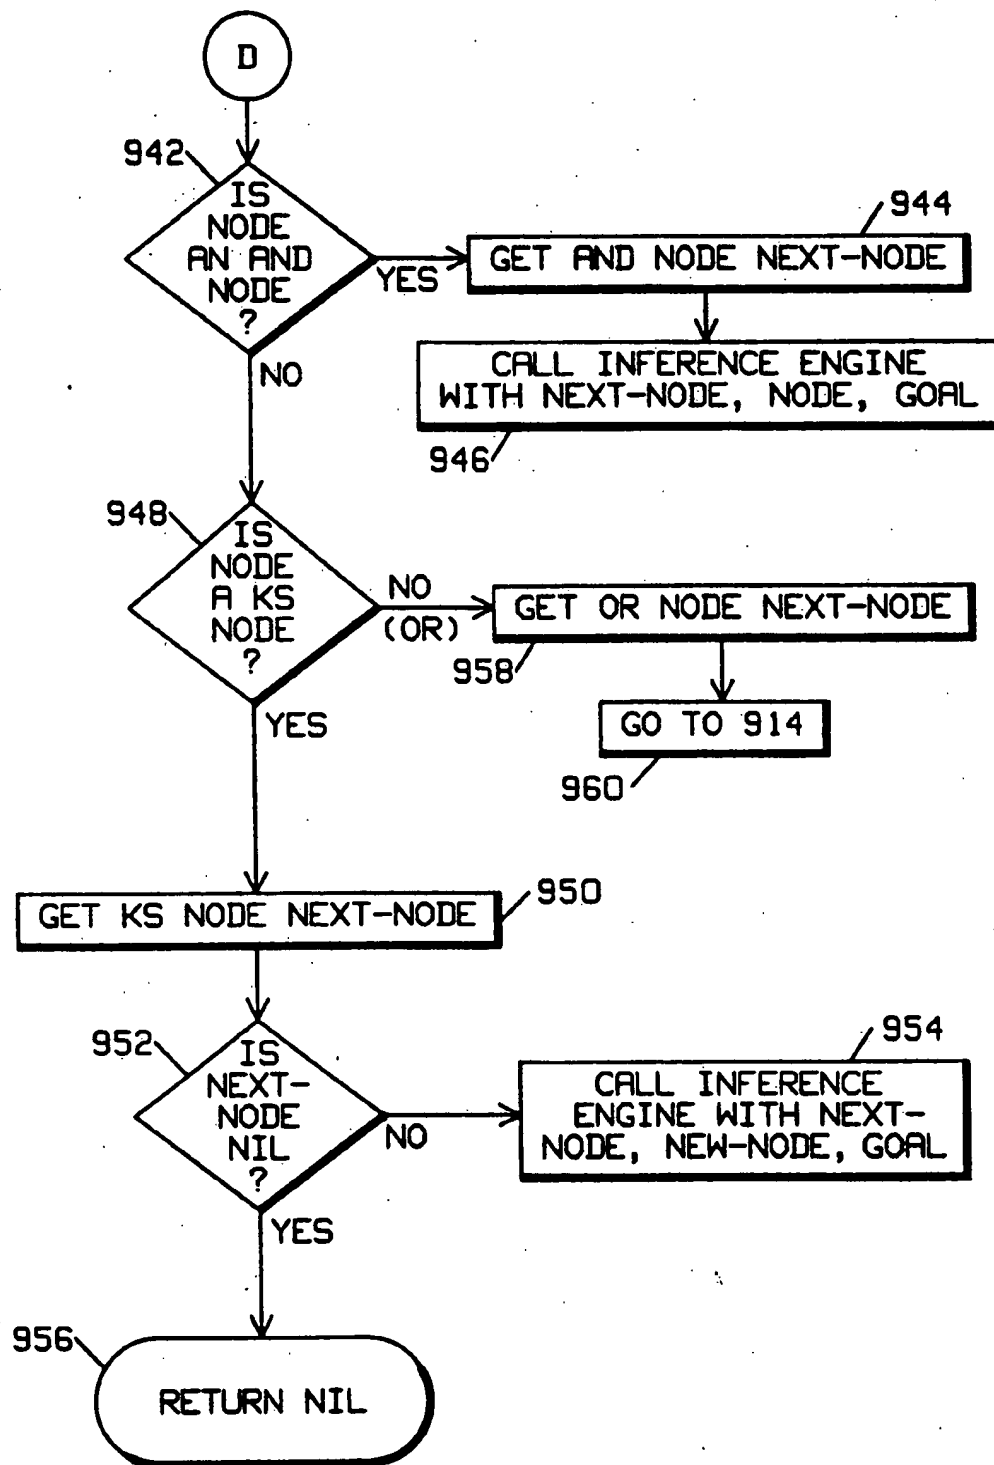 D
942
IS
NODE
AN AND
NODE
?
YES
NO
944
GET AND NODE NEXT-NODE
CALL INFERENCE ENGINE
WITH NEXT-NODE, NODE, GOAL
946
948
IS
NODE
A KS
NODE
?
NO
(OR)
YES
GET OR NODE NEXT-NODE
958
GO TO 914
960
GET KS NODE NEXT-NODE
950
952
IS
NEXT-
NODE
NIL
?
NO
YES
954
CALL INFERENCE
ENGINE WITH NEXT-
NODE, NEW-NODE, GOAL
956
RETURN NIL